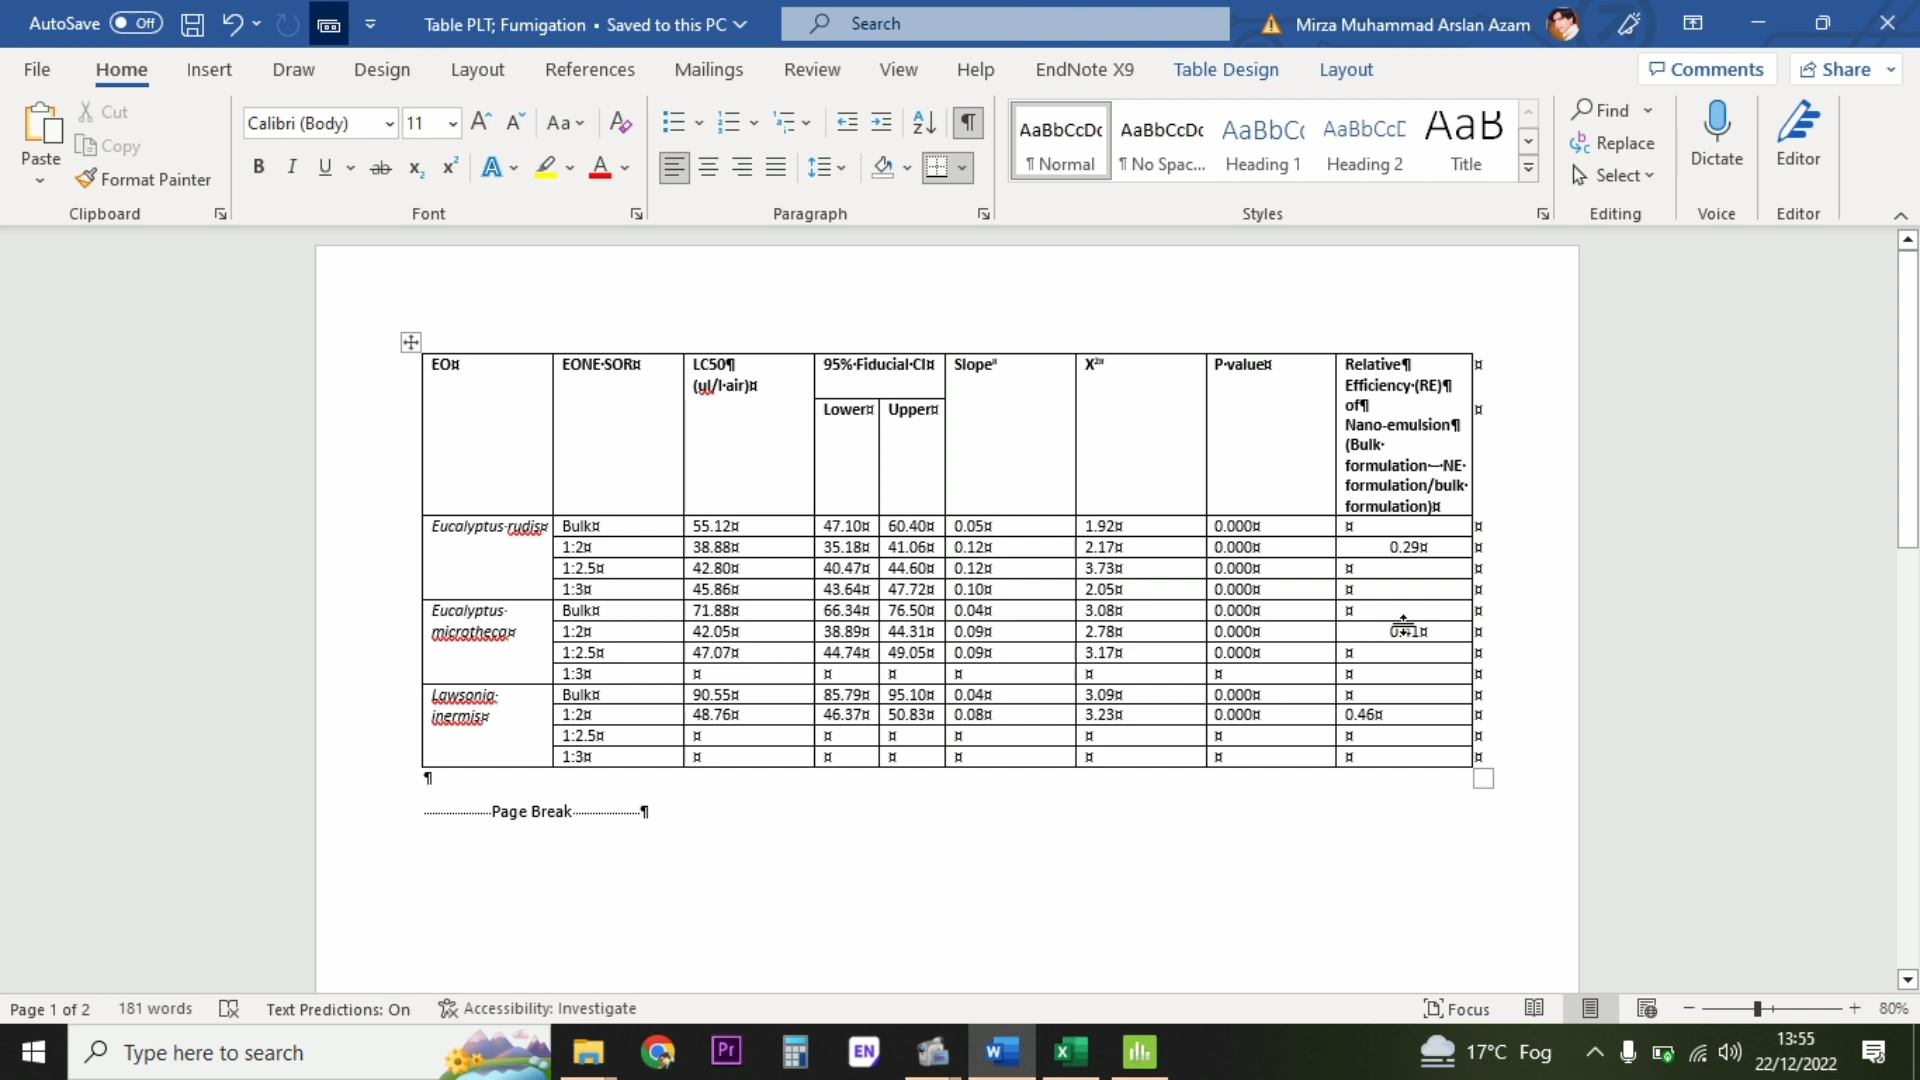 AutoSave Off Table PLT; Fumigation • Saved to this PC Search Mirza Muhammad Arslan Azam
File Home Insert Draw Design Layout References Mailings Review View Help EndNote X9 Table Design Layout Comments Share
Paste Cut Copy Format Painter Clipboard
Calibri (Body) 11 Aa Font
Paragraph
AaBbCcDc AaBbCcDc AaBbC AaBbCcE AaB
¶ Normal ¶ No Spac... Heading 1 Heading 2 Title
Styles
Find Replace Select Editing
Dictate Voice
Editor Editor
EO¤ EONE·SOR¤ LC50¶ 95%·Fiducial·CI¤ Slope¤ X²¤ P·value¤ Relative¶
(ul/l·air)¤ Efficiency·(RE)¶
Lower¤ Upper¤ of¶
Nano-emulsion¶
(Bulk·
formulation–·NE·
formulation/bulk·
formulation)¤
Eucalyptus·rudis¤ Bulk¤ 55.12¤ 47.10¤ 60.40¤ 0.05¤ 1.92¤ 0.000¤ ¤
1:2¤ 38.88¤ 35.18¤ 41.06¤ 0.12¤ 2.17¤ 0.000¤ 0.29¤
1:2.5¤ 42.80¤ 40.47¤ 44.60¤ 0.12¤ 3.73¤ 0.000¤ ¤
1:3¤ 45.86¤ 43.64¤ 47.72¤ 0.10¤ 2.05¤ 0.000¤ ¤
Eucalyptus· Bulk¤ 71.88¤ 66.34¤ 76.50¤ 0.04¤ 3.08¤ 0.000¤ ¤
microtheca¤ 1:2¤ 42.05¤ 38.89¤ 44.31¤ 0.09¤ 2.78¤ 0.000¤ 0.41¤
1:2.5¤ 47.07¤ 44.74¤ 49.05¤ 0.09¤ 3.17¤ 0.000¤ ¤
1:3¤ ¤ ¤ ¤ ¤ ¤ ¤ ¤
Lawsonia· Bulk¤ 90.55¤ 85.79¤ 95.10¤ 0.04¤ 3.09¤ 0.000¤ ¤
inermis¤ 1:2¤ 48.76¤ 46.37¤ 50.83¤ 0.08¤ 3.23¤ 0.000¤ 0.46¤
1:2.5¤ ¤ ¤ ¤ ¤ ¤ ¤ ¤
1:3¤ ¤ ¤ ¤ ¤ ¤ ¤ ¤
¶
Page Break ¶
Page 1 of 2 181 words Text Predictions: On Accessibility: Investigate Focus 80%
Type here to search Pr EN W X 17°C Fog 13:55
22/12/2022